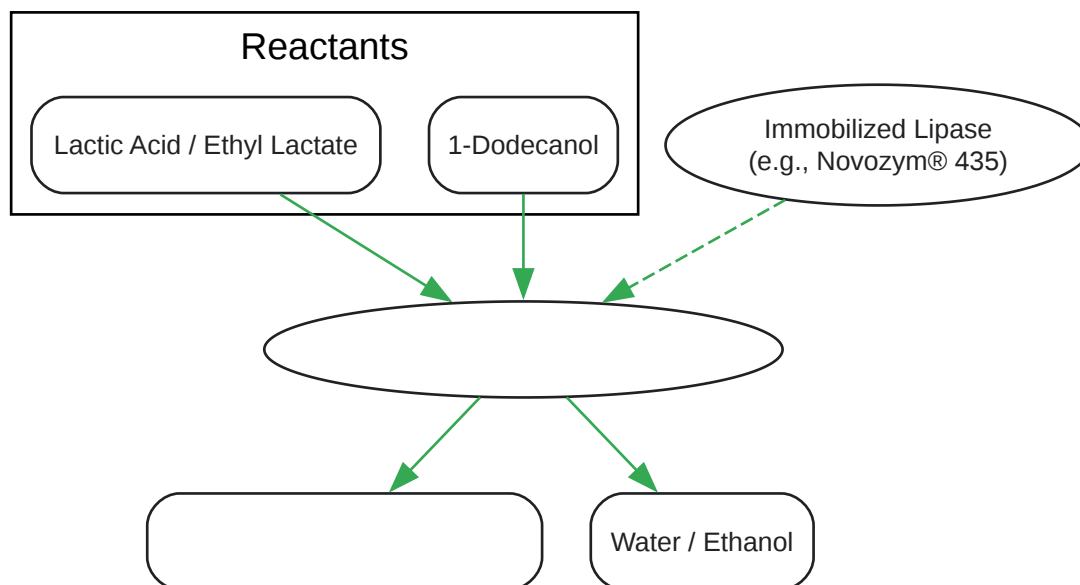 Reactants
Lactic Acid / Ethyl Lactate
1-Dodecanol
Immobilized Lipase
(e.g., Novozym® 435)
Water / Ethanol